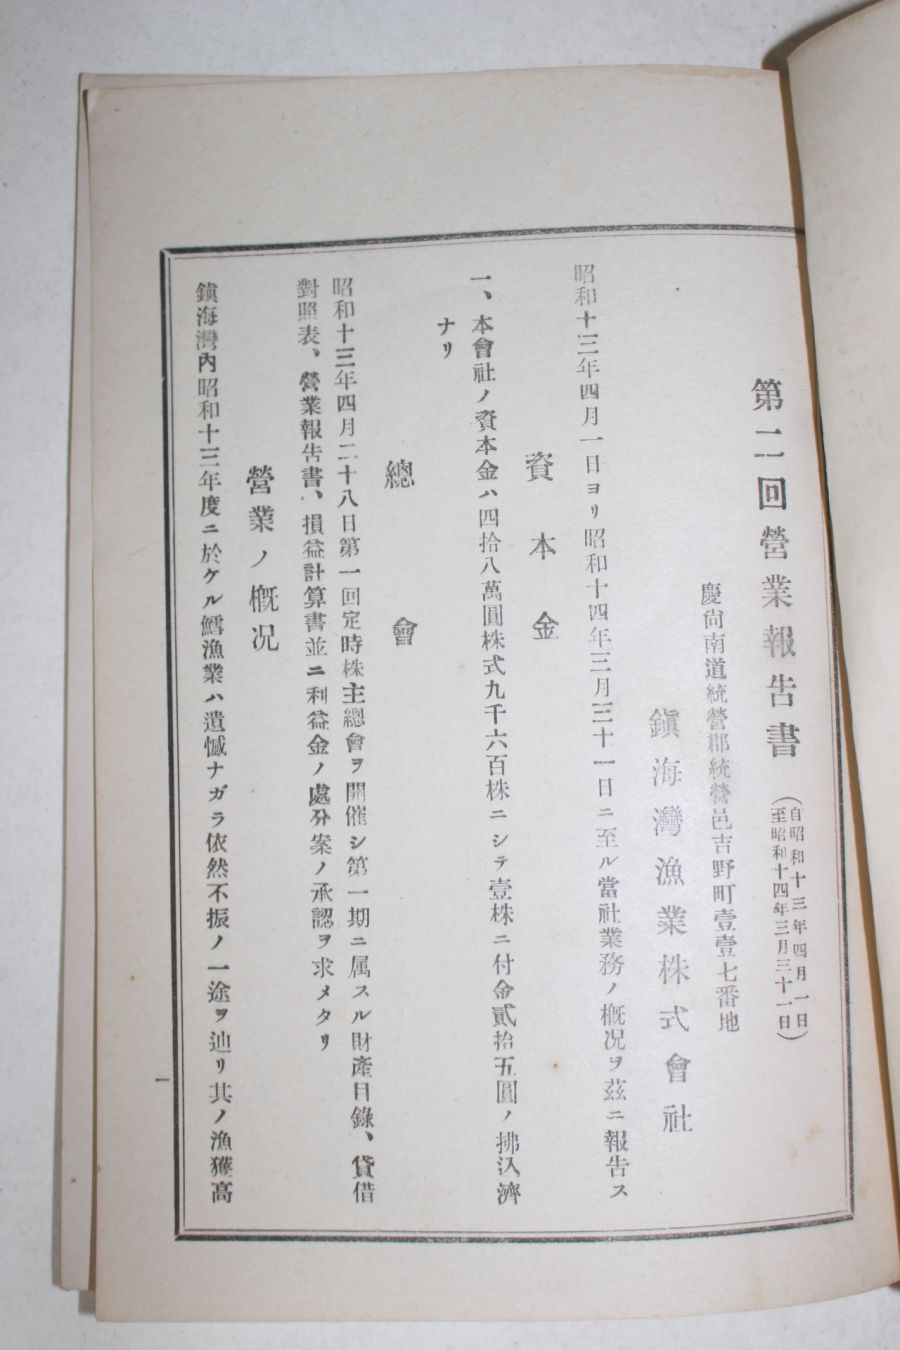 第二回營業報告書
(自昭和十三年四月一日
至昭和十四年三月三十一日)
慶尙南道統營郡統營邑吉野町壹壹七番地
鎭海灣漁業株式會社
昭和十三年四月一日ヨリ昭和十四年三月三十一日ニ至ル當社業務ノ槪況ヲ茲ニ報告ス
資本金
一、本會社ノ資本金ハ四拾八萬圓株式九千六百株ニシテ壹株ニ付金貳拾五圓ノ拂込濟
ナリ
總會
昭和十三年四月二十八日第一回定時株主總會ヲ開催シ第一期ニ属スル財產目錄、貸借
對照表、營業報吿書、損益計算書並ニ利益金ノ處分案ノ承認ヲ求メタリ
營業ノ槪況
鎭海灣內昭和十三年度ニ於ケル鱈漁業ハ遺憾ナガラ依然不振ノ一途ヲ辿リ其ノ漁獲高
一